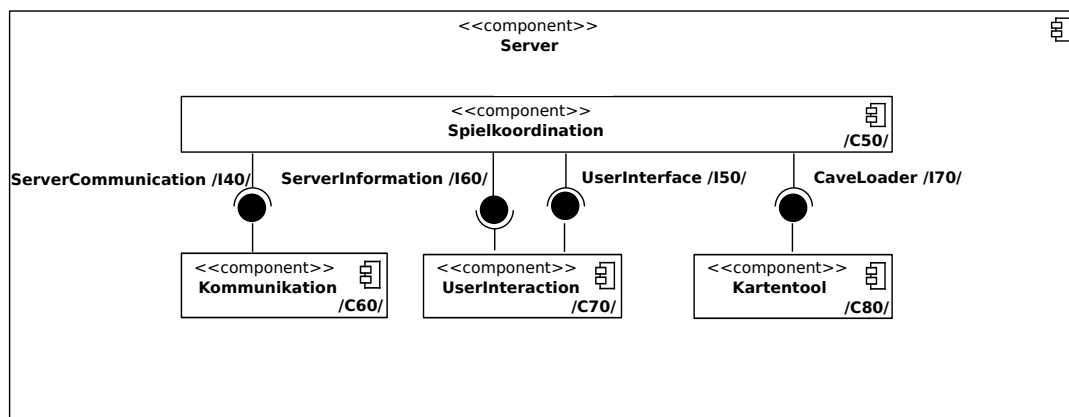 <<component>>
Server
<<component>>
Spielkoordination
/C50/
ServerCommunication /I40/
ServerInformation /I60/
UserInterface /I50/
CaveLoader /I70/
<<component>>
Kommunikation
/C60/
<<component>>
UserInteraction
/C70/
<<component>>
Kartentool
/C80/